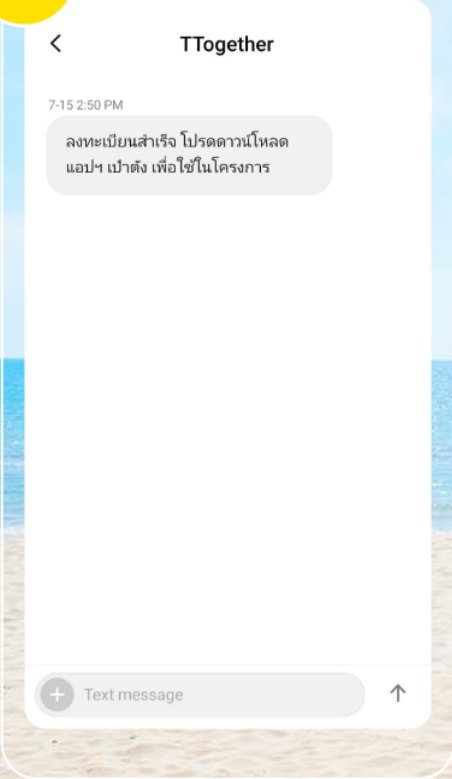 TTogether
7-15 2:50 PM
ลงทะเบียนสำเร็จ โปรดดาวน์โหลด
แอปฯ เป๋าตัง เพื่อใช้ในโครงการ
Text message